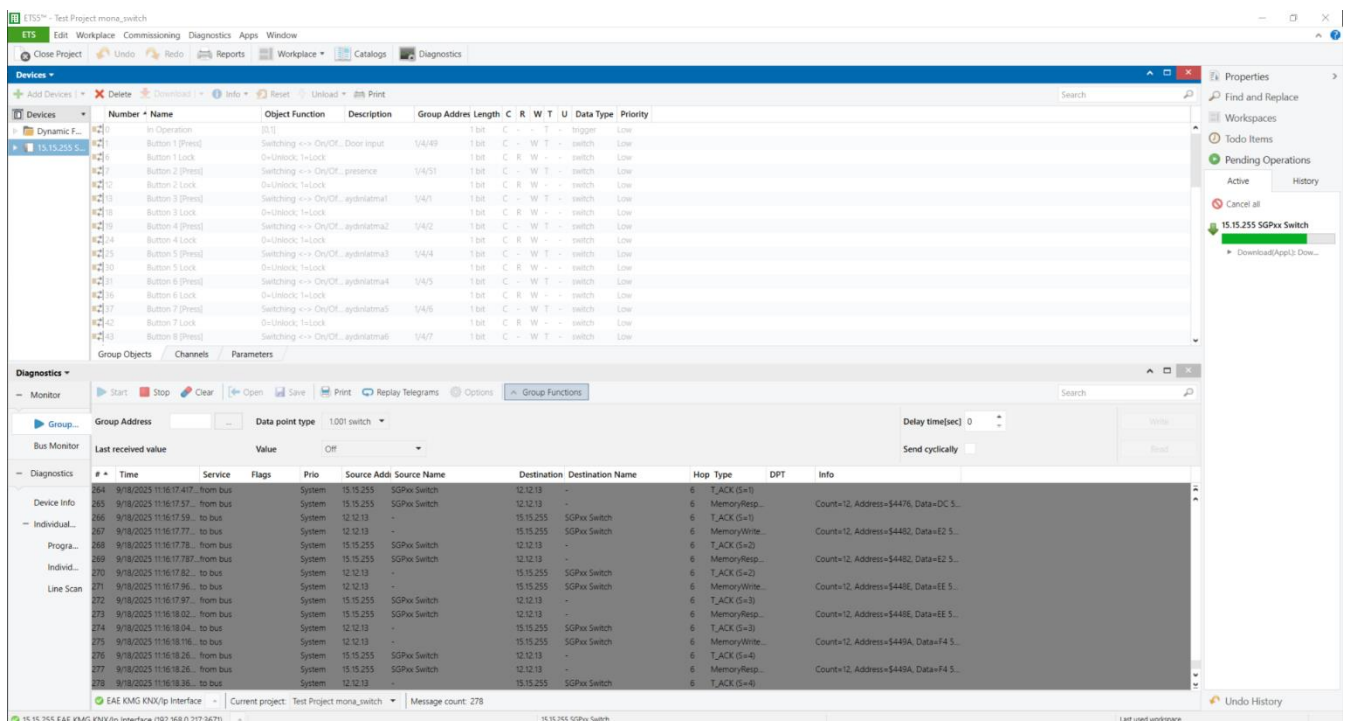 ETS5™ - Test Project mona_switch
ETS Edit Workplace Commissioning Diagnostics Apps Window
Close Project Undo Redo Reports Workplace Catalogs Diagnostics
Devices
Add Devices Delete Download Info Reset Unload Print Search
Devices
Dynamic F...
15.15.255 S...
Number Name Object Function Description Group Addres Length C R W T U Data Type Priority
0 In Operation [0,1] 1 bit C - - T - trigger Low
1 Button 1 [Press] Switching <-> On/Of... Door Input 1/4/49 1 bit C - W T - switch Low
6 Button 1 Lock 0=Unlock; 1=Lock 1 bit C R W - - switch Low
7 Button 2 [Press] Switching <-> On/Of... presence 1/4/51 1 bit C - W T - switch Low
12 Button 2 Lock 0=Unlock; 1=Lock 1 bit C R W - - switch Low
13 Button 3 [Press] Switching <-> On/Of... aydınlatma1 1/4/1 1 bit C - W T - switch Low
18 Button 3 Lock 0=Unlock; 1=Lock 1 bit C R W - - switch Low
19 Button 4 [Press] Switching <-> On/Of... aydınlatma2 1/4/2 1 bit C - W T - switch Low
24 Button 4 Lock 0=Unlock; 1=Lock 1 bit C R W - - switch Low
25 Button 5 [Press] Switching <-> On/Of... aydınlatma3 1/4/4 1 bit C - W T - switch Low
30 Button 5 Lock 0=Unlock; 1=Lock 1 bit C R W - - switch Low
31 Button 6 [Press] Switching <-> On/Of... aydınlatma4 1/4/5 1 bit C - W T - switch Low
36 Button 6 Lock 0=Unlock; 1=Lock 1 bit C R W - - switch Low
37 Button 7 [Press] Switching <-> On/Of... aydınlatma5 1/4/6 1 bit C - W T - switch Low
42 Button 7 Lock 0=Unlock; 1=Lock 1 bit C R W - - switch Low
43 Button 8 [Press] Switching <-> On/Of... aydınlatma6 1/4/7 1 bit C - W T - switch Low
Group Objects Channels Parameters
Properties
Find and Replace
Workspaces
Todo Items
Pending Operations
Active History
Cancel all
15.15.255 SGPxx Switch
Download(Appl.): Dow...
Diagnostics
Monitor
Group...
Bus Monitor
Diagnostics
Device Info
Individual...
Progra...
Individ...
Line Scan
Start Stop Clear Open Save Print Replay Telegrams Options Group Functions Search
Group Address ... Data point type 1.001 switch Delay time[sec] 0 Write
Last received value Value Off Send cyclically Read
# Time Service Flags Prio Source Addr Source Name Destination Destination Name Hop Type DPT Info
264 9/18/2025 11:16:17.417... from bus System 15.15.255 SGPxx Switch 12.12.13 - 6 T_ACK (S=1)
265 9/18/2025 11:16:17.57... from bus System 15.15.255 SGPxx Switch 12.12.13 - 6 MemoryResp... Count=12, Address=$4476, Data=DC 5...
266 9/18/2025 11:16:17.59... to bus System 12.12.13 - 15.15.255 SGPxx Switch 6 T_ACK (S=1)
267 9/18/2025 11:16:17.77... to bus System 12.12.13 - 15.15.255 SGPxx Switch 6 MemoryWrite... Count=12, Address=$4482, Data=E2 5...
268 9/18/2025 11:16:17.78... from bus System 15.15.255 SGPxx Switch 12.12.13 - 6 T_ACK (S=2)
269 9/18/2025 11:16:17.787... from bus System 15.15.255 SGPxx Switch 12.12.13 - 6 MemoryResp... Count=12, Address=$4482, Data=E2 5...
270 9/18/2025 11:16:17.82... to bus System 12.12.13 - 15.15.255 SGPxx Switch 6 T_ACK (S=2)
271 9/18/2025 11:16:17.96... to bus System 12.12.13 - 15.15.255 SGPxx Switch 6 MemoryWrite... Count=12, Address=$448E, Data=EE 5...
272 9/18/2025 11:16:17.97... from bus System 15.15.255 SGPxx Switch 12.12.13 - 6 T_ACK (S=3)
273 9/18/2025 11:16:18.02... from bus System 15.15.255 SGPxx Switch 12.12.13 - 6 MemoryResp... Count=12, Address=$448E, Data=EE 5...
274 9/18/2025 11:16:18.04... to bus System 12.12.13 - 15.15.255 SGPxx Switch 6 T_ACK (S=3)
275 9/18/2025 11:16:18.116... to bus System 12.12.13 - 15.15.255 SGPxx Switch 6 MemoryWrite... Count=12, Address=$449A, Data=F4 5...
276 9/18/2025 11:16:18.26... from bus System 15.15.255 SGPxx Switch 12.12.13 - 6 T_ACK (S=4)
277 9/18/2025 11:16:18.26... from bus System 15.15.255 SGPxx Switch 12.12.13 - 6 MemoryResp... Count=12, Address=$449A, Data=F4 5...
278 9/18/2025 11:16:18.36... to bus System 12.12.13 - 15.15.255 SGPxx Switch 6 T_ACK (S=4)
EAE KMG KNX/Ip Interface Current project: Test Project mona_switch Message count: 278
Undo History
15.15.255 EAE KMG KNX/Ip Interface (192.168.0.217:3671) 15.15.255 SGPxx Switch Last used workspace